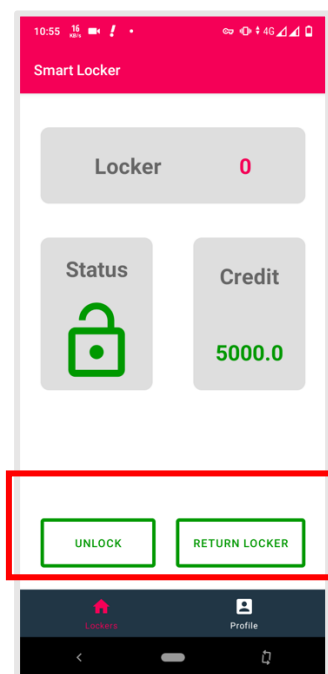 10:55 16 KB/s 4G
Smart Locker
Locker 0
Status Credit
5000.0
UNLOCK RETURN LOCKER
Lockers Profile